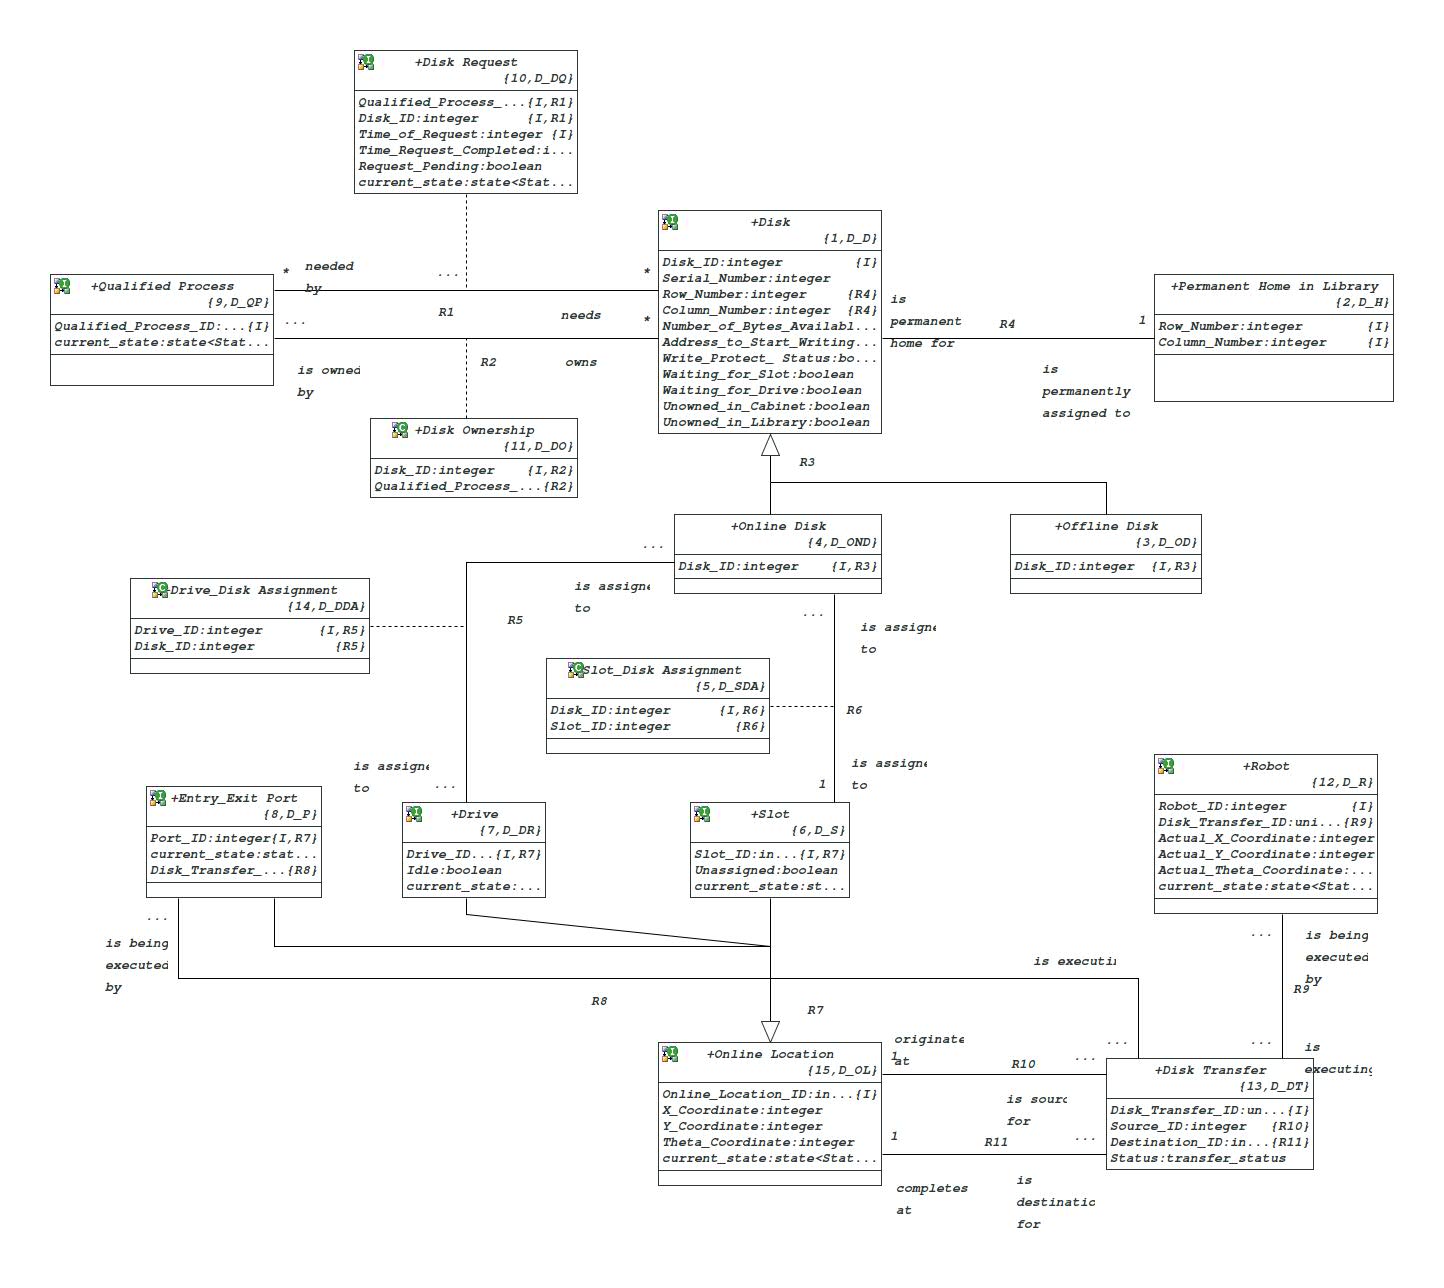 +Disk Request
{10,D_DQ}
Qualified_Process_...{I,R1}
Disk_ID:integer {I,R1}
Time_of_Request:integer {I}
Time_Request_Completed:i...
Request_Pending:boolean
current_state:state<Stat...
+Disk
{1,D_D}
Disk_ID:integer {I}
Serial_Number:integer
Row_Number:integer {R4}
Column_Number:integer {R4}
Number_of_Bytes_Availabl...
Address_to_Start_Writing...
Write_Protect_ Status:bo...
Waiting_for_Slot:boolean
Waiting_for_Drive:boolean
Unowned_in_Cabinet:boolean
Unowned_in_Library:boolean
+Qualified Process
{9,D_QP}
Qualified_Process_ID:...{I}
current_state:state<Stat...
* needed
by
...
*
R1
needs
...
*
is owned
by
R2
owns
is
permanent
home for
R4
1
is
permanently
assigned to
+Permanent Home in Library
{2,D_H}
Row_Number:integer {I}
Column_Number:integer {I}
+Disk Ownership
{11,D_DO}
Disk_ID:integer {I,R2}
Qualified_Process_...{R2}
R3
+Online Disk
{4,D_OND}
Disk_ID:integer {I,R3}
+Offline Disk
{3,D_OD}
Disk_ID:integer {I,R3}
...
is assigne
to
R5
...
is assigne
to
+Drive_Disk Assignment
{14,D_DDA}
Drive_ID:integer {I,R5}
Disk_ID:integer {R5}
Slot_Disk Assignment
{5,D_SDA}
Disk_ID:integer {I,R6}
Slot_ID:integer {R6}
R6
is assigne
to
...
is assigne
to
1
+Entry_Exit Port
{8,D_P}
Port_ID:integer{I,R7}
current_state:stat...
Disk_Transfer_...{R8}
+Drive
{7,D_DR}
Drive_ID...{I,R7}
Idle:boolean
current_state:...
+Slot
{6,D_S}
Slot_ID:in...{I,R7}
Unassigned:boolean
current_state:st...
+Robot
{12,D_R}
Robot_ID:integer {I}
Disk_Transfer_ID:uni...{R9}
Actual_X_Coordinate:integer
Actual_Y_Coordinate:integer
Actual_Theta_Coordinate:...
current_state:state<Stat...
...
is being
executed
by
R8
R7
is executi
...
...
is being
executed
by
R9
...
is
executing
+Online Location
{15,D_OL}
Online_Location_ID:in...{I}
X_Coordinate:integer
Y_Coordinate:integer
Theta_Coordinate:integer
current_state:state<Stat...
originate
at
1
R10
...
is sourc
for
1
R11
...
completes
at
is
destinatio
for
+Disk Transfer
{13,D_DT}
Disk_Transfer_ID:un...{I}
Source_ID:integer {R10}
Destination_ID:in...{R11}
Status:transfer_status